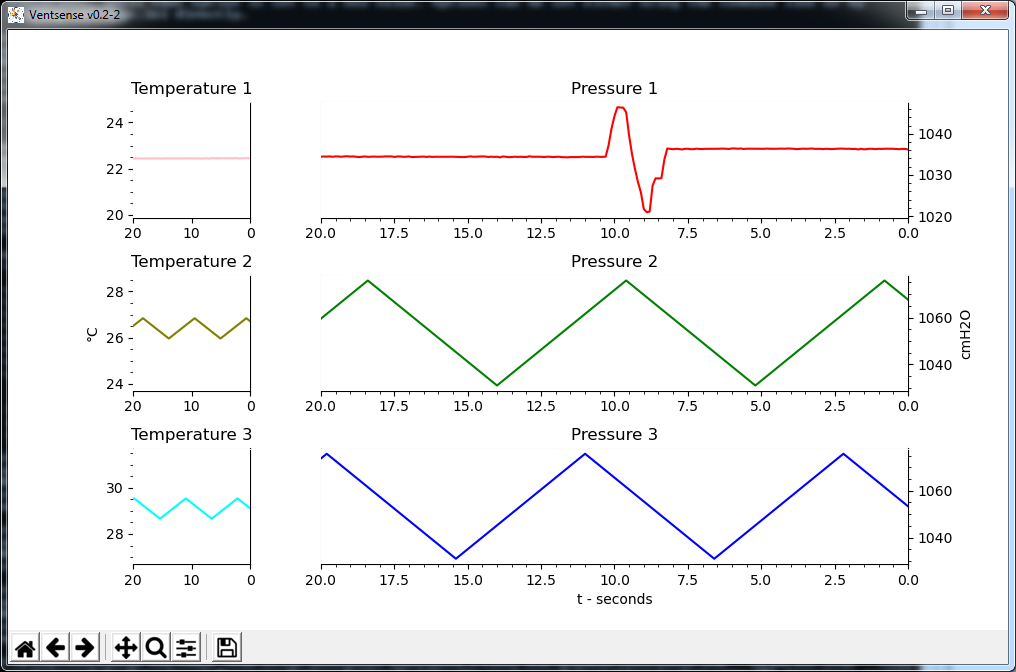 Ventsense v0.2-2
Temperature 1
Pressure 1
24
22
20
1040
1030
1020
20 10 0
20.0 17.5 15.0 12.5 10.0 7.5 5.0 2.5 0.0
Temperature 2
Pressure 2
°C
28
26
24
1060
1040
cmH2O
20 10 0
20.0 17.5 15.0 12.5 10.0 7.5 5.0 2.5 0.0
Temperature 3
Pressure 3
30
28
1060
1040
20 10 0
20.0 17.5 15.0 12.5 10.0 7.5 5.0 2.5 0.0
t - seconds